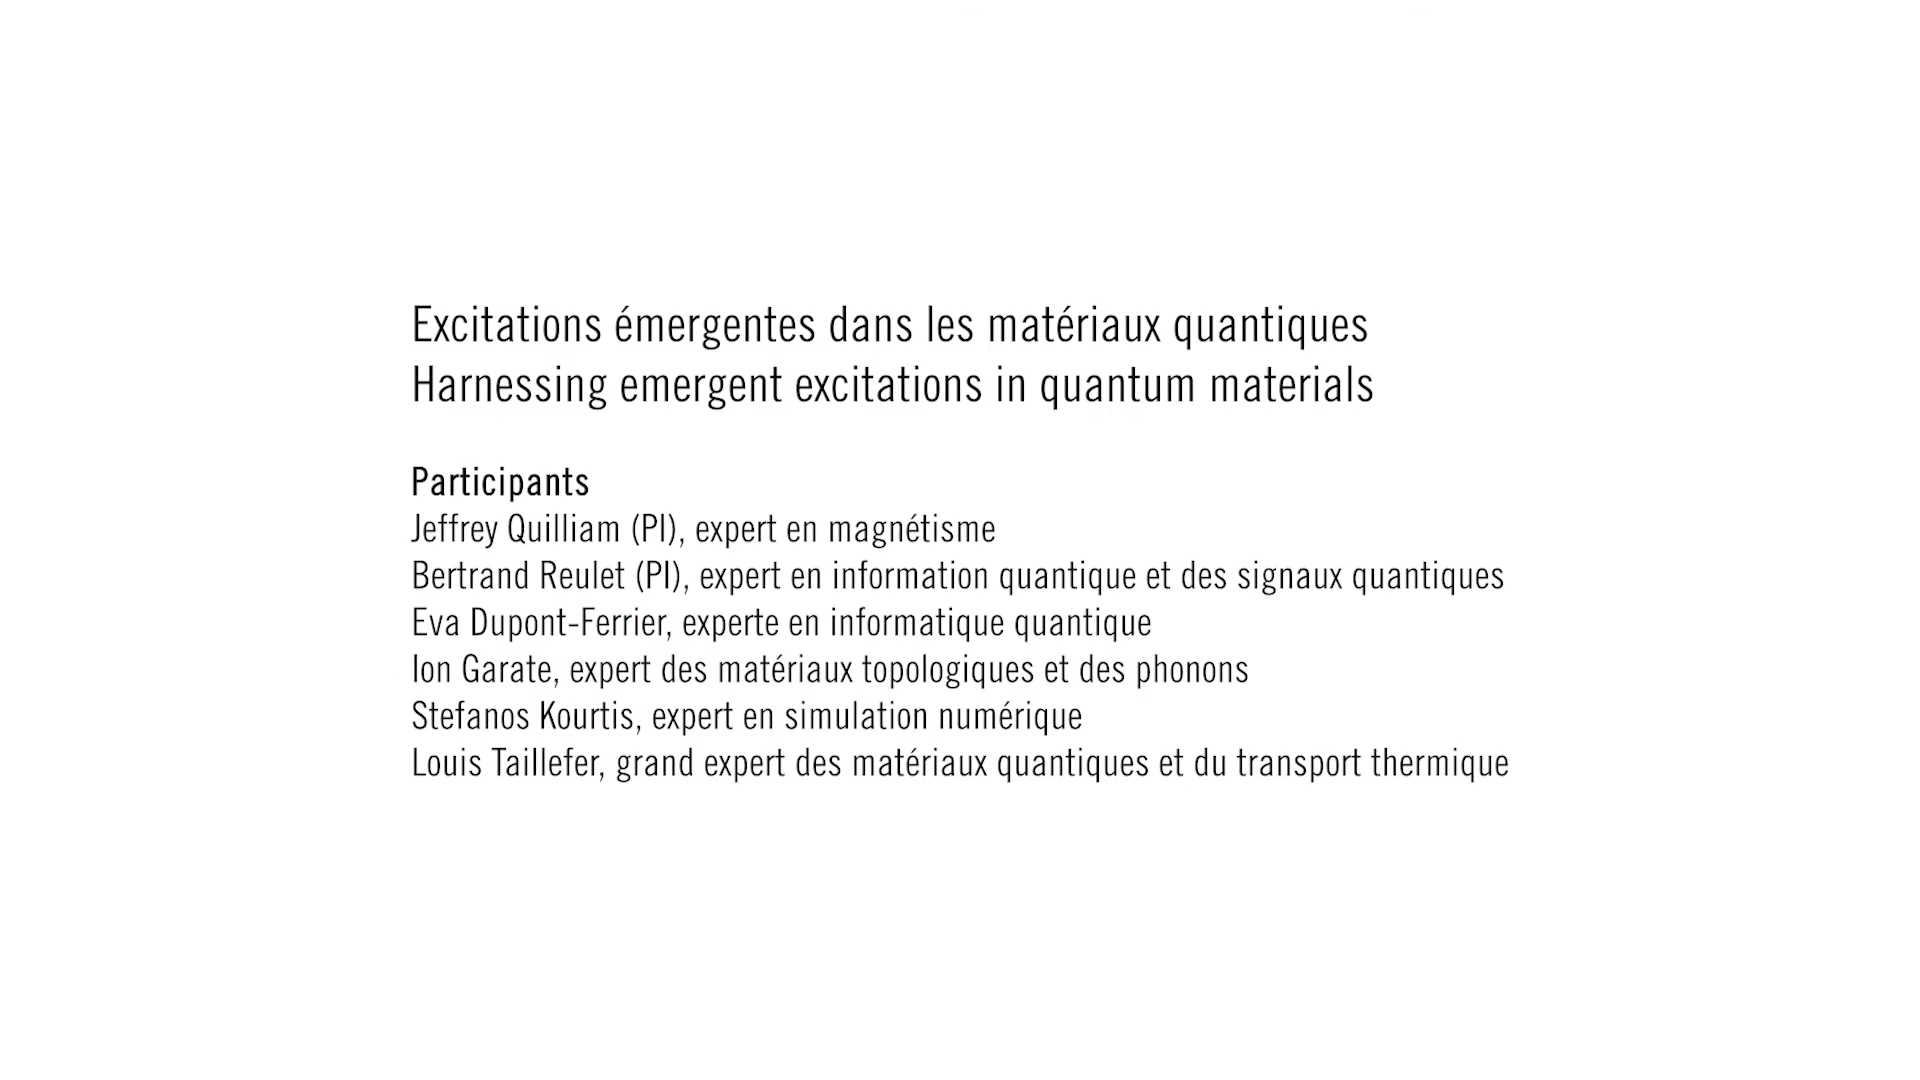 Excitations émergentes dans les matériaux quantiques
Harnessing emergent excitations in quantum materials
Participants
Jeffrey Quilliam (PI), expert en magnétisme
Bertrand Reulet (PI), expert en information quantique et des signaux quantiques
Eva Dupont-Ferrier, experte en informatique quantique
Ion Garate, expert des matériaux topologiques et des phonons
Stefanos Kourtis, expert en simulation numérique
Louis Taillefer, grand expert des matériaux quantiques et du transport thermique